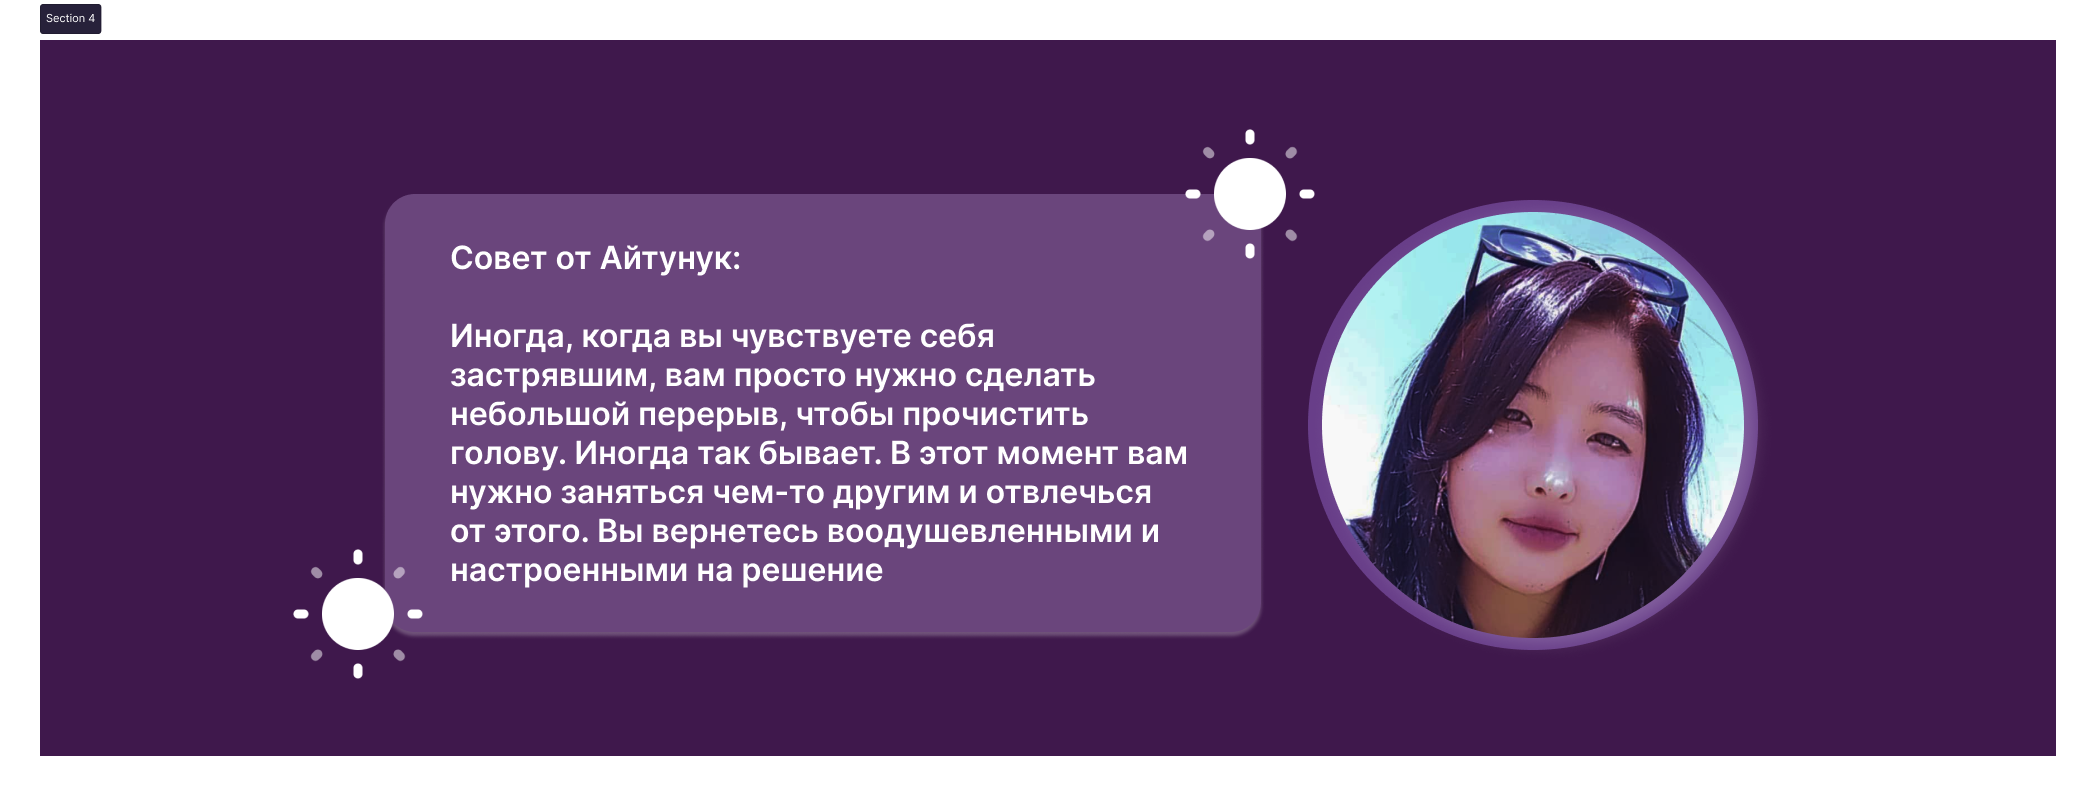 Section 4
Совет от Айтунук:
Иногда, когда вы чувствуете себя
застрявшим, вам просто нужно сделать
небольшой перерыв, чтобы прочистить
голову. Иногда так бывает. В этот момент вам
нужно заняться чем-то другим и отвлечься
от этого. Вы вернетесь воодушевленными и
настроенными на решение